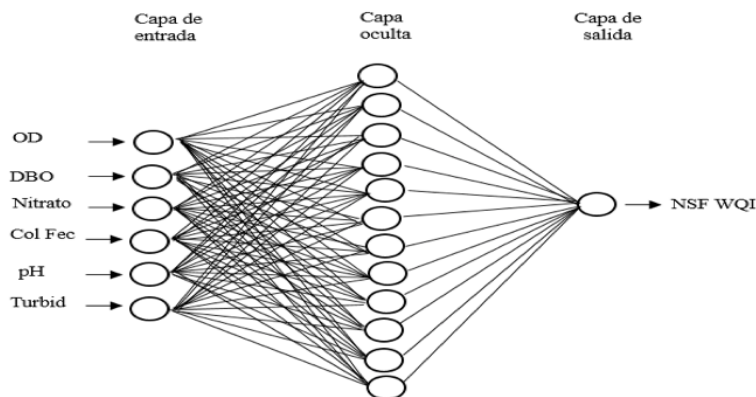 Capa de
entrada
Capa
oculta
Capa de
salida
OD
DBO
Nitrato
Col Fec
pH
Turbid
NSF WQI